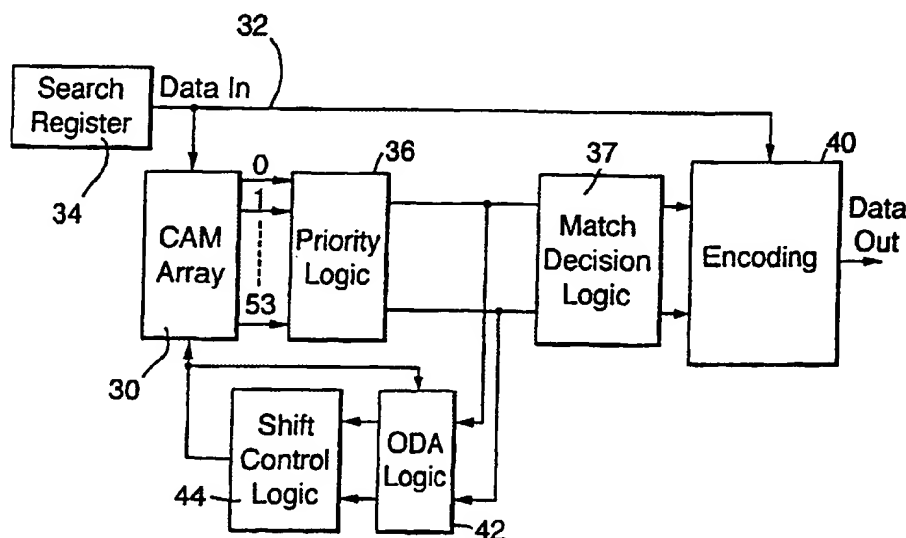 32
Search
Register
34
Data In
CAM
Array
30
0
1
53
36
Priority
Logic
37
Match
Decision
Logic
40
Encoding
Data
Out
Shift
Control
Logic
44
ODA
Logic
42